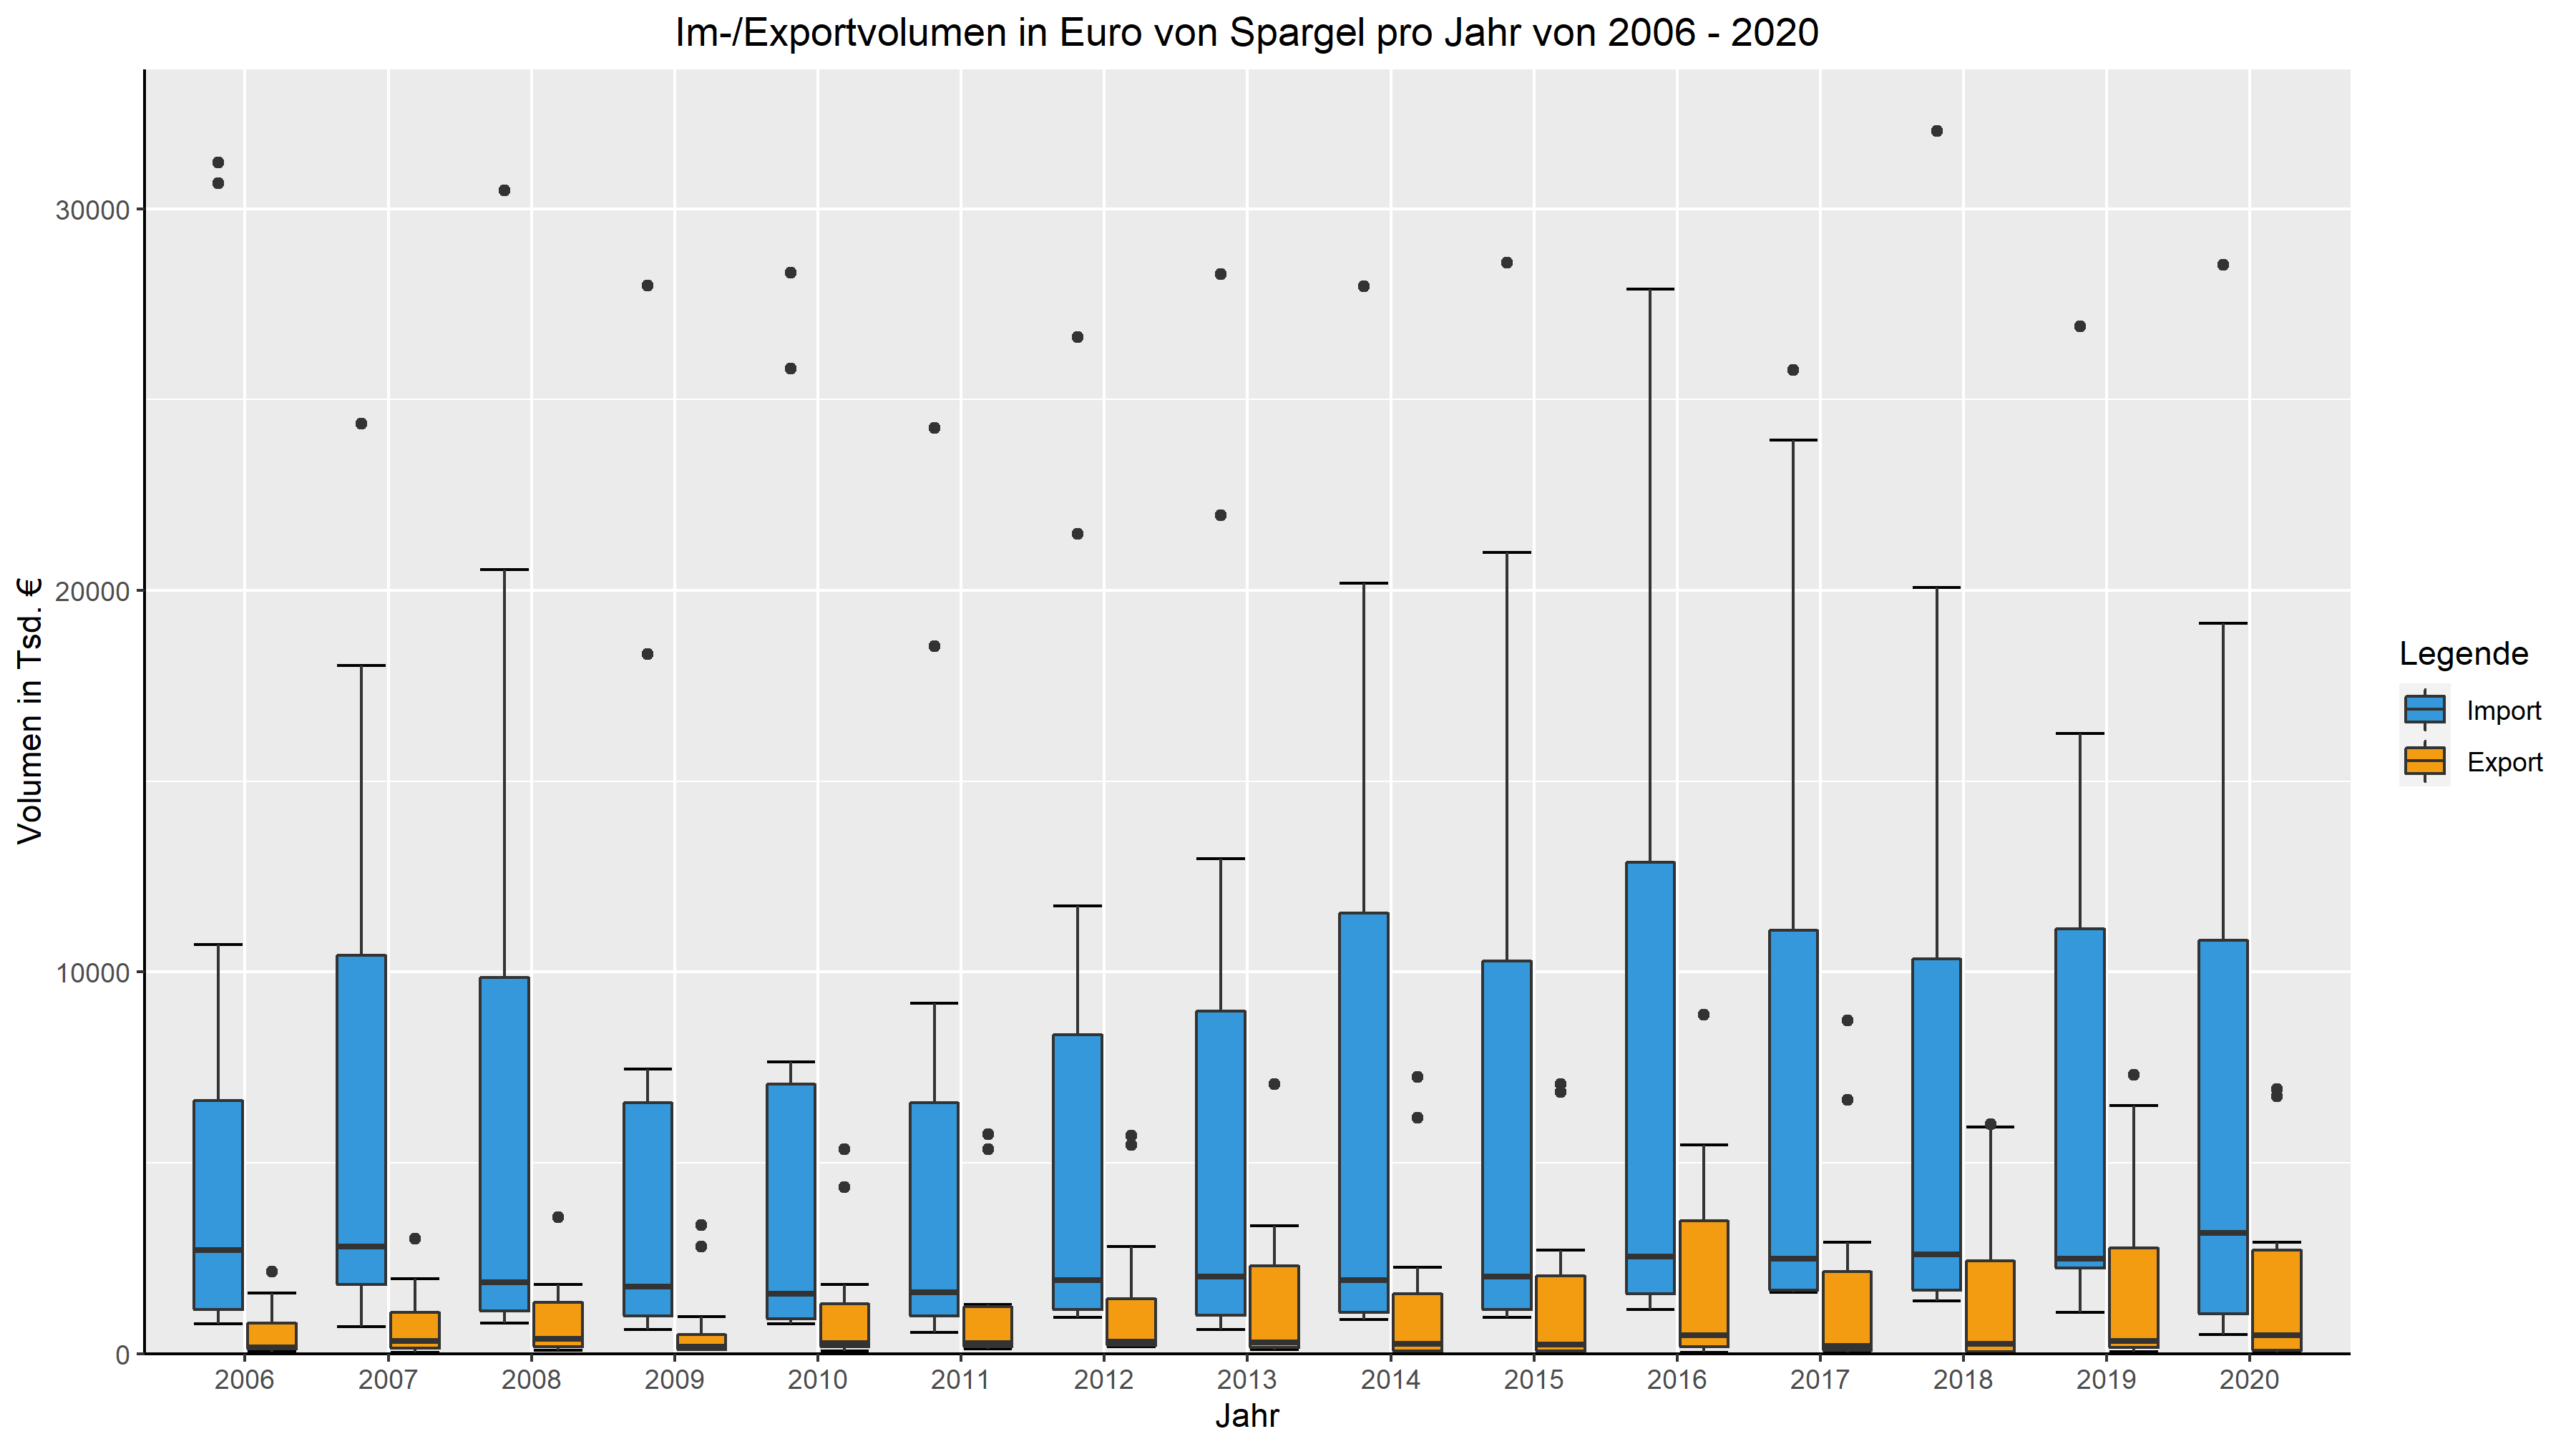 Im-/Exportvolumen in Euro von Spargel pro Jahr von 2006 - 2020
Volumen in Tsd. €
30000
20000
10000
0
2006 2007 2008 2009 2010 2011 2012 2013 2014 2015 2016 2017 2018 2019 2020
Jahr
Legende
Import
Export